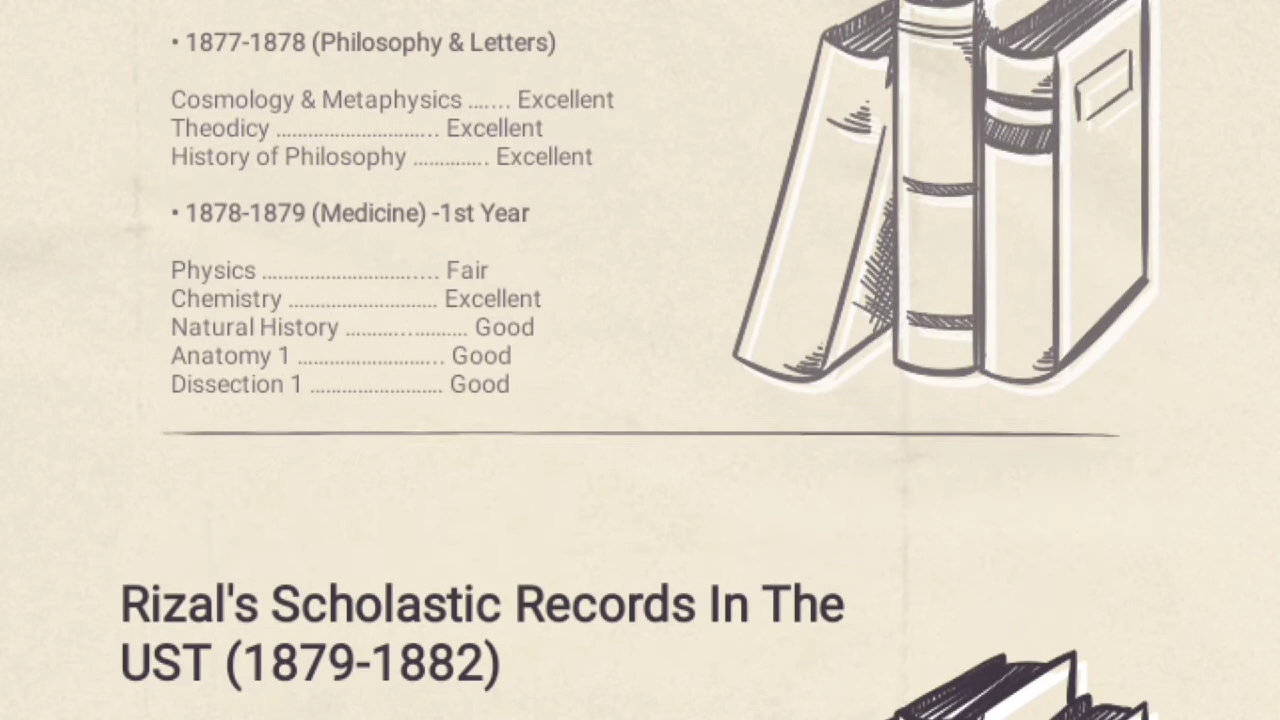 • 1877-1878 (Philosophy & Letters)
Cosmology & Metaphysics ....... Excellent
Theodicy .............................. Excellent
History of Philosophy .............. Excellent
• 1878-1879 (Medicine) -1st Year
Physics ................................. Fair
Chemistry ........................... Excellent
Natural History ...................... Good
Anatomy 1 ........................... Good
Dissection 1 ........................ Good
Rizal's Scholastic Records In The
UST (1879-1882)